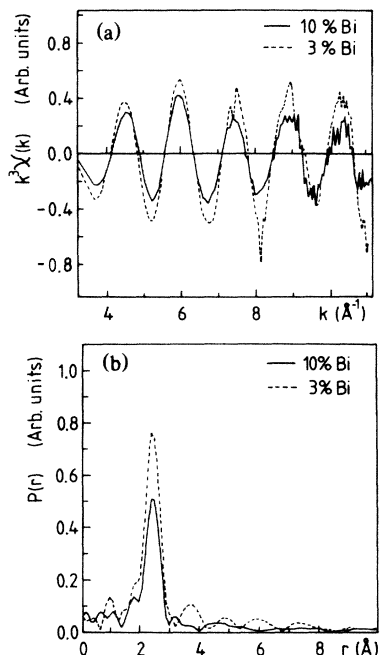 (a)
10 % Bi
3 % Bi
k³χ(k) (Arb. units)
0.8
0.4
0.0
-0.4
-0.8
4 6 8 10
k (Å⁻¹)
(b)
10% Bi
3% Bi
P(r) (Arb. units)
1.0
0.8
0.6
0.4
0.2
0.0
0 2 4 6 8
r (Å)